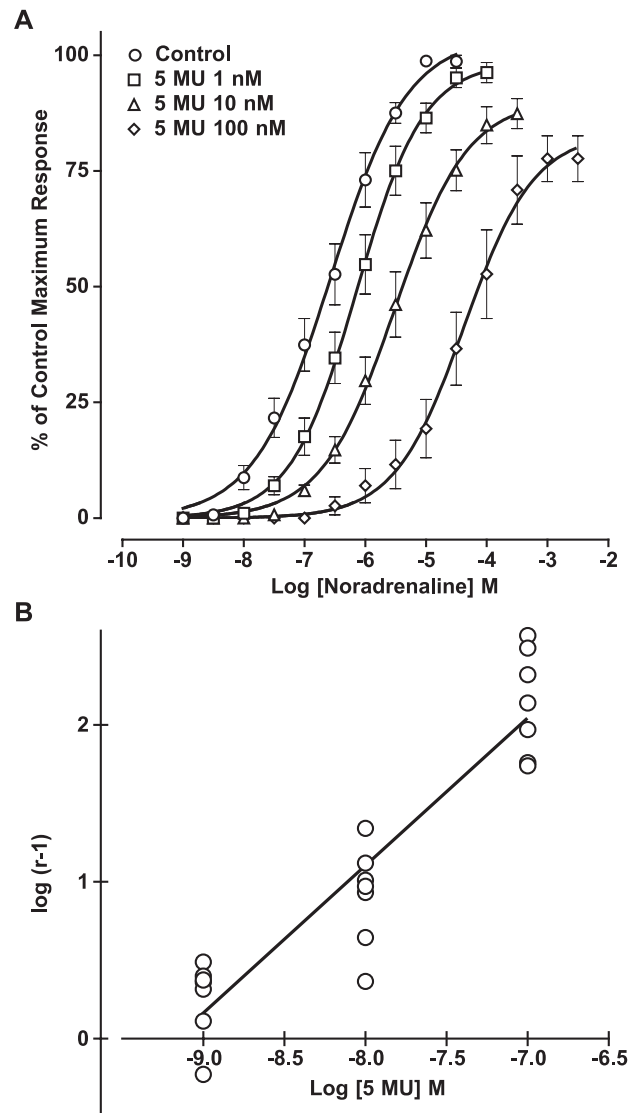 A
Control
5 MU 1 nM
5 MU 10 nM
5 MU 100 nM
100
75
50
25
0
% of Control Maximum Response
-10 -9 -8 -7 -6 -5 -4 -3 -2
Log [Noradrenaline] M
B
2
1
0
log (r-1)
-9.0 -8.5 -8.0 -7.5 -7.0 -6.5
Log [5 MU] M